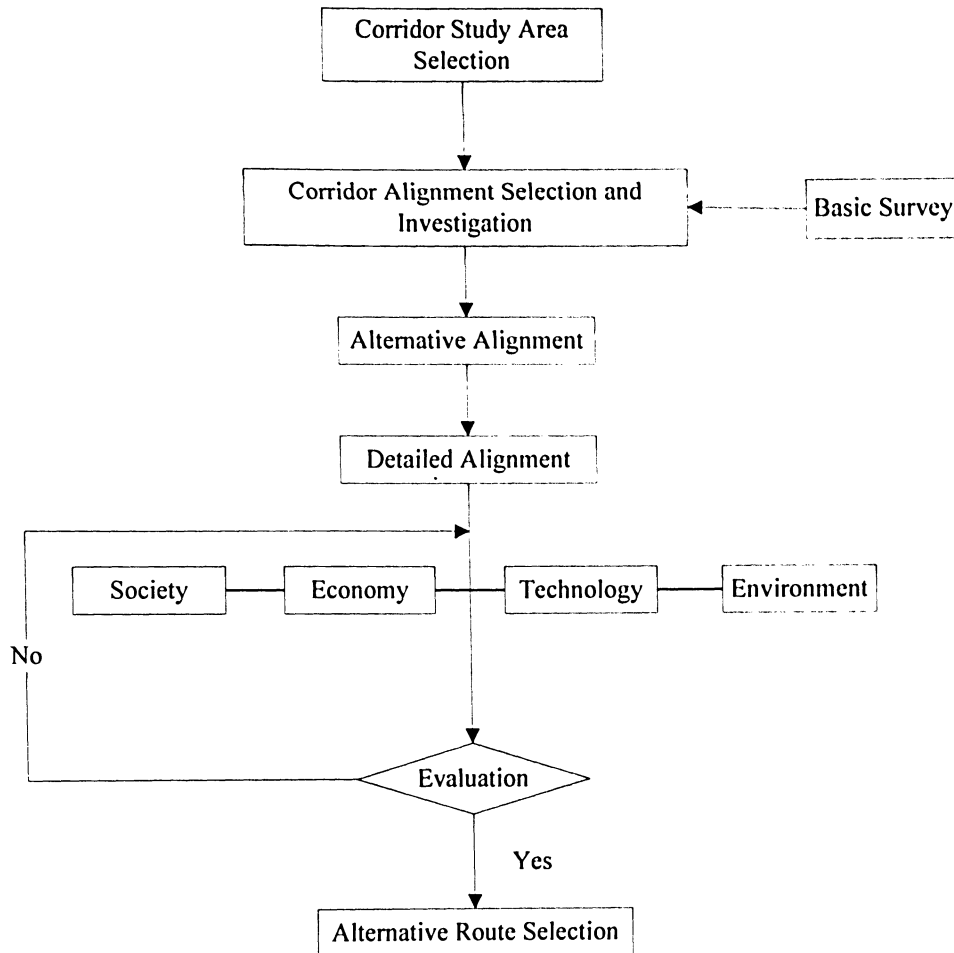 Corridor Study Area
Selection
Corridor Alignment Selection and
Investigation
Basic Survey
Alternative Alignment
Detailed Alignment
Society
Economy
Technology
Environment
No
Evaluation
Yes
Alternative Route Selection